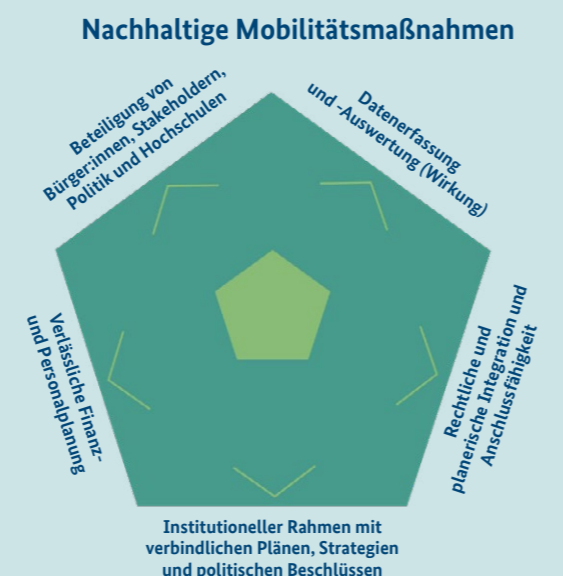 Nachhaltige Mobilitätsmaßnahmen
Beteiligung von
Bürger:innen, Stakeholdern,
Politik und Hochschulen
Datenerfassung
und -Auswertung (Wirkung)
Verlässliche Finanz-
und Personalplanung
Rechtliche und
planerische Integration und
Anschlussfähigkeit
Institutioneller Rahmen mit
verbindlichen Plänen, Strategien
und politischen Beschlüssen